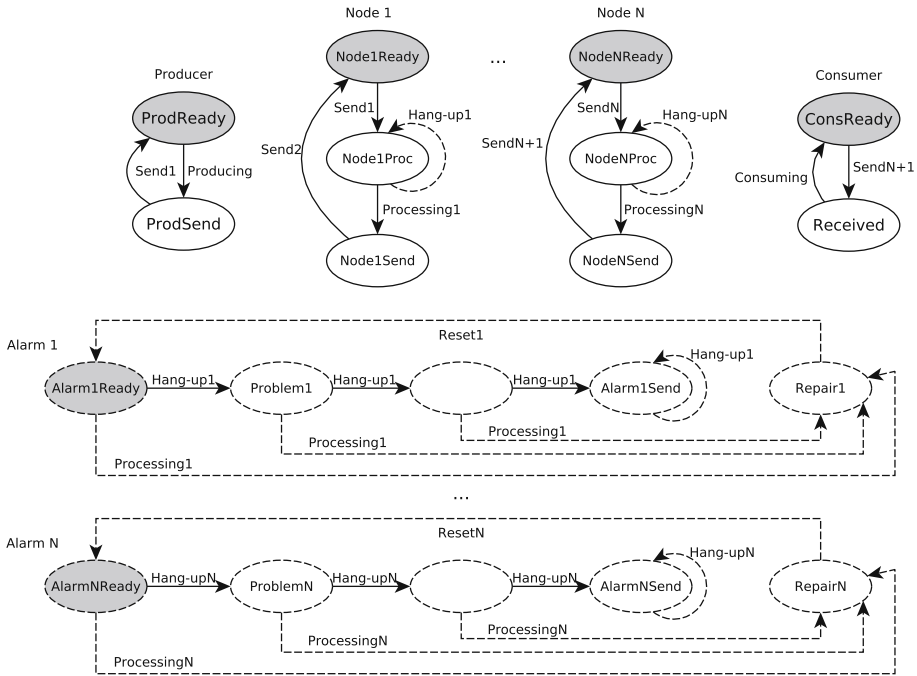 Node 1
Node N
Producer
...
Consumer
Node1Ready
NodeNReady
ProdReady
ConsReady
Send1
Hang-up1
SendN
Hang-upN
Send1
Producing
Send2
Node1Proc
SendN+1
NodeNProc
Consuming
SendN+1
ProdSend
Processing1
ProcessingN
Received
Node1Send
NodeNSend
Alarm 1
Reset1
Alarm1Ready
Hang-up1
Problem1
Hang-up1
Hang-up1
Alarm1Send
Hang-up1
Repair1
Processing1
Processing1
Processing1
...
Alarm N
ResetN
AlarmNReady
Hang-upN
ProblemN
Hang-upN
Hang-upN
AlarmNSend
Hang-upN
RepairN
ProcessingN
ProcessingN
ProcessingN